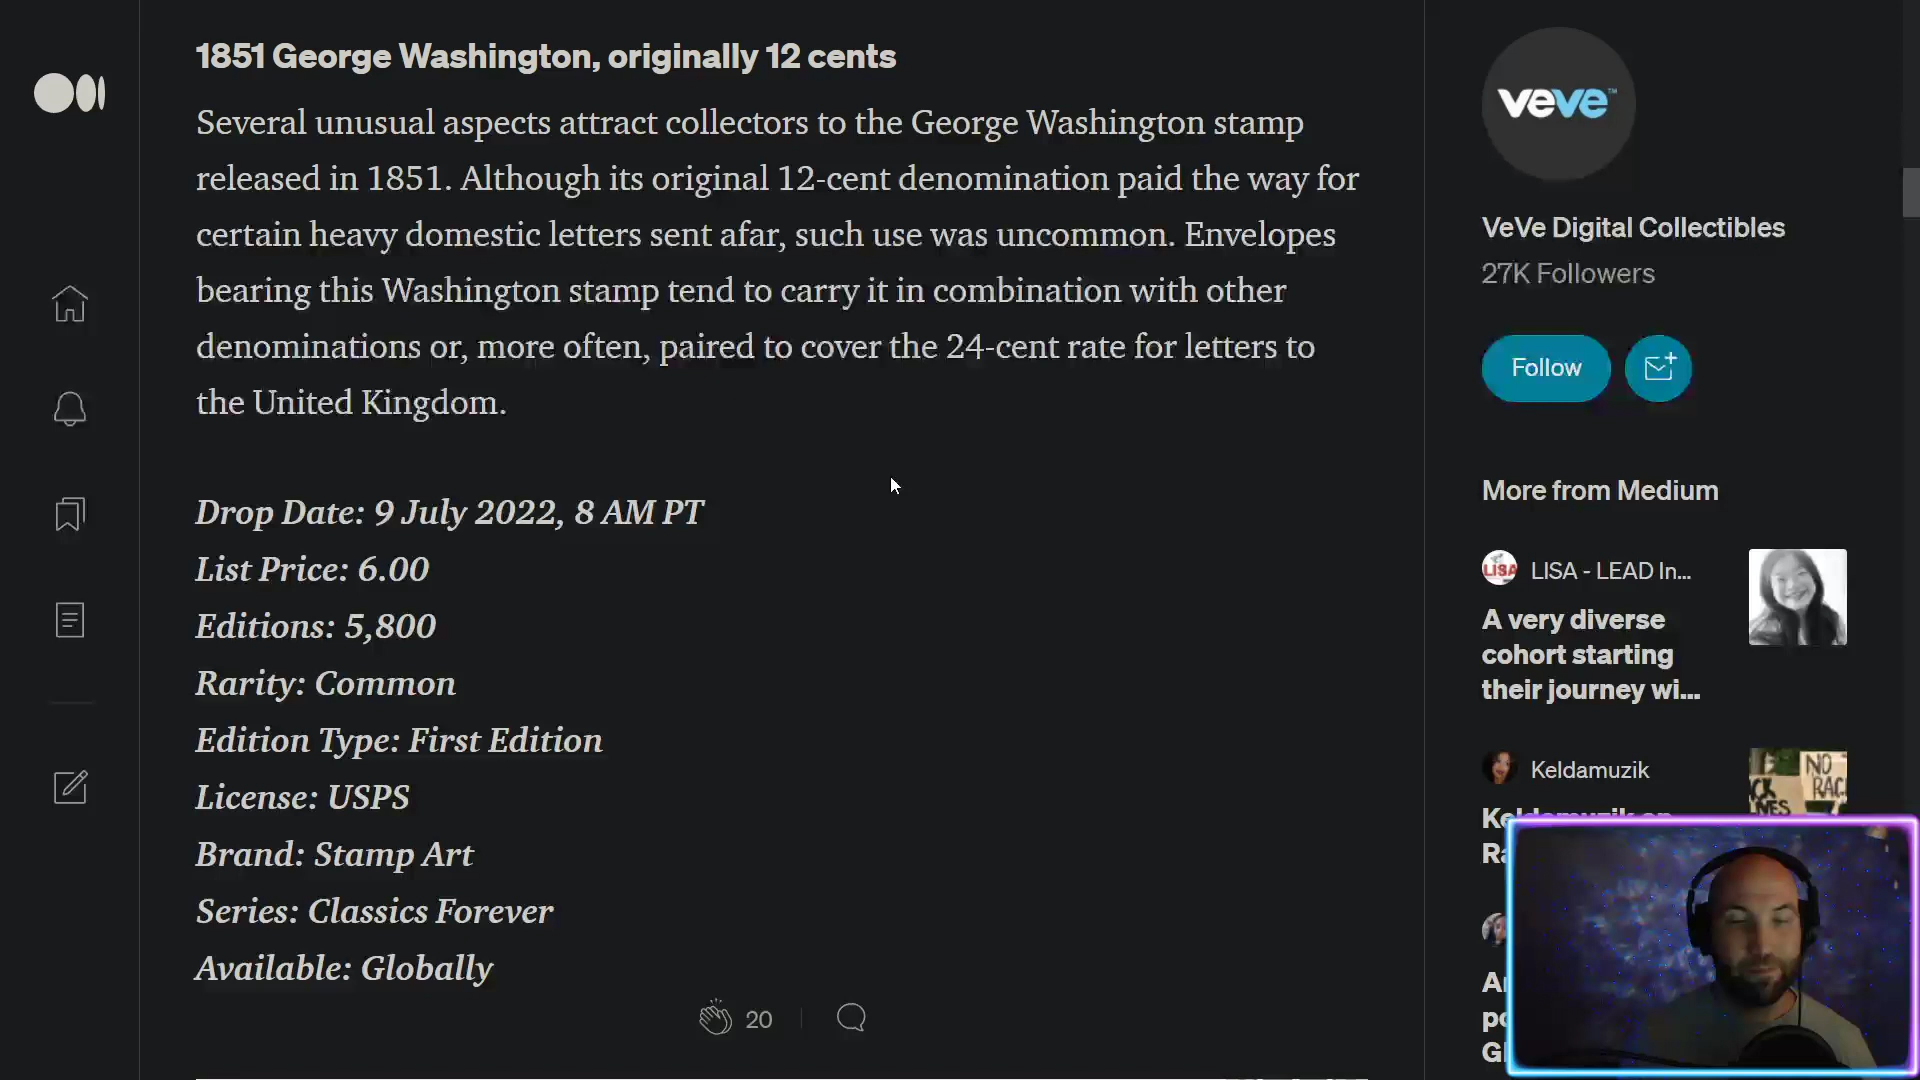 1851 George Washington, originally 12 cents
Several unusual aspects attract collectors to the George Washington stamp
released in 1851. Although its original 12-cent denomination paid the way for
certain heavy domestic letters sent afar, such use was uncommon. Envelopes
bearing this Washington stamp tend to carry it in combination with other
denominations or, more often, paired to cover the 24-cent rate for letters to
the United Kingdom.
Drop Date: 9 July 2022, 8 AM PT
List Price: 6.00
Editions: 5,800
Rarity: Common
Edition Type: First Edition
License: USPS
Brand: Stamp Art
Series: Classics Forever
Available: Globally
20
veve™
VeVe Digital Collectibles
27K Followers
Follow
More from Medium
LISA
LISA - LEAD In...
A very diverse
cohort starting
their journey wi...
Keldamuzik
NO